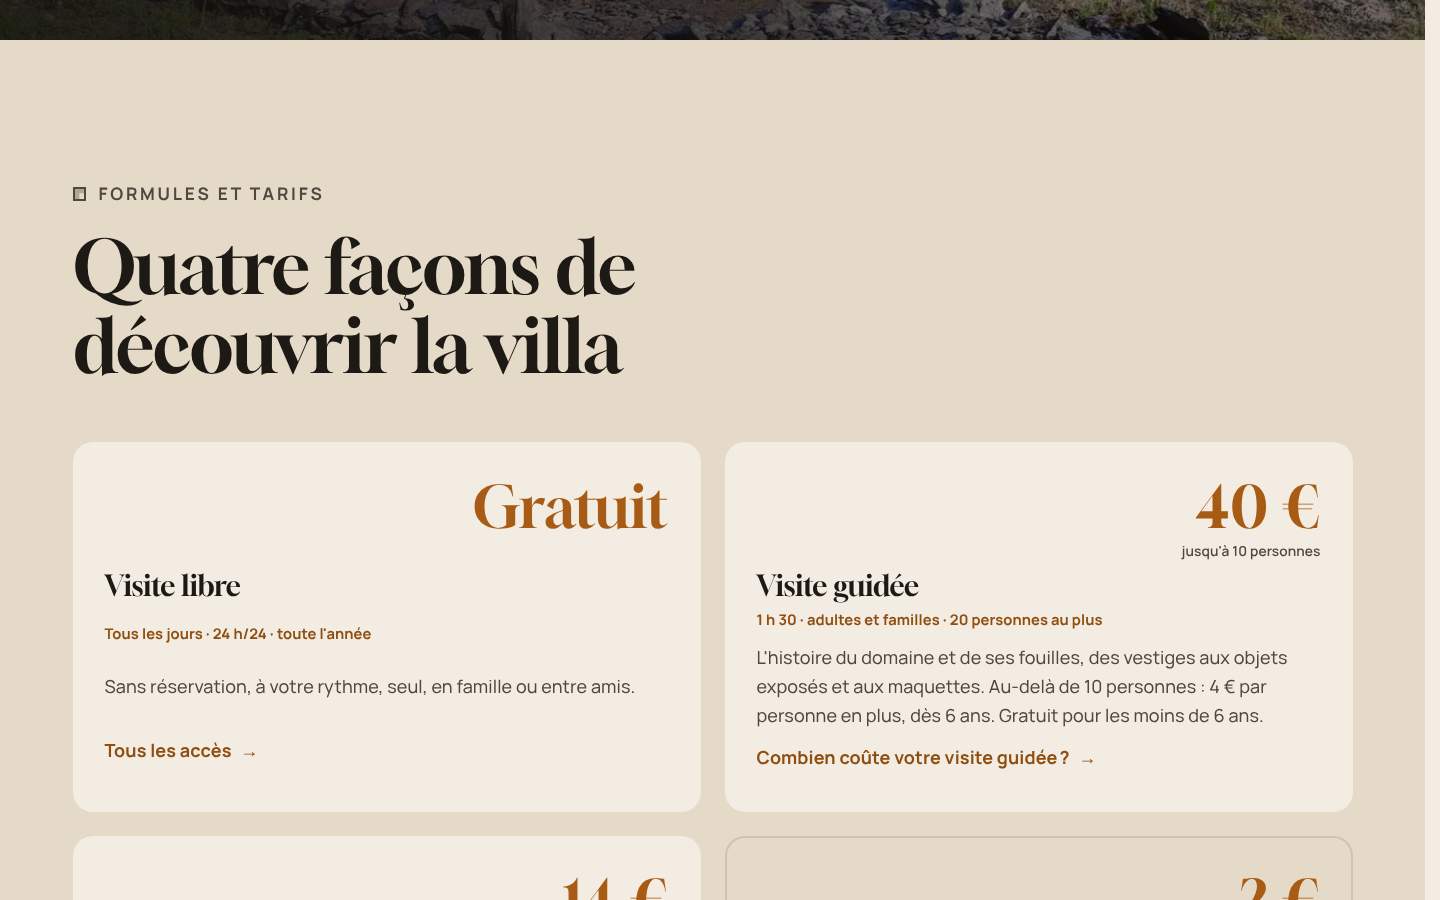 FORMULES ET TARIFS
Quatre façons de
découvrir la villa
Gratuit
Visite libre
Tous les jours · 24 h/24 · toute l'année
Sans réservation, à votre rythme, seul, en famille ou entre amis.
Tous les accès →
40 €
jusqu'à 10 personnes
Visite guidée
1 h 30 · adultes et familles · 20 personnes au plus
L'histoire du domaine et de ses fouilles, des vestiges aux objets
exposés et aux maquettes. Au-delà de 10 personnes : 4 € par
personne en plus, dès 6 ans. Gratuit pour les moins de 6 ans.
Combien coûte votre visite guidée ? →
14 €